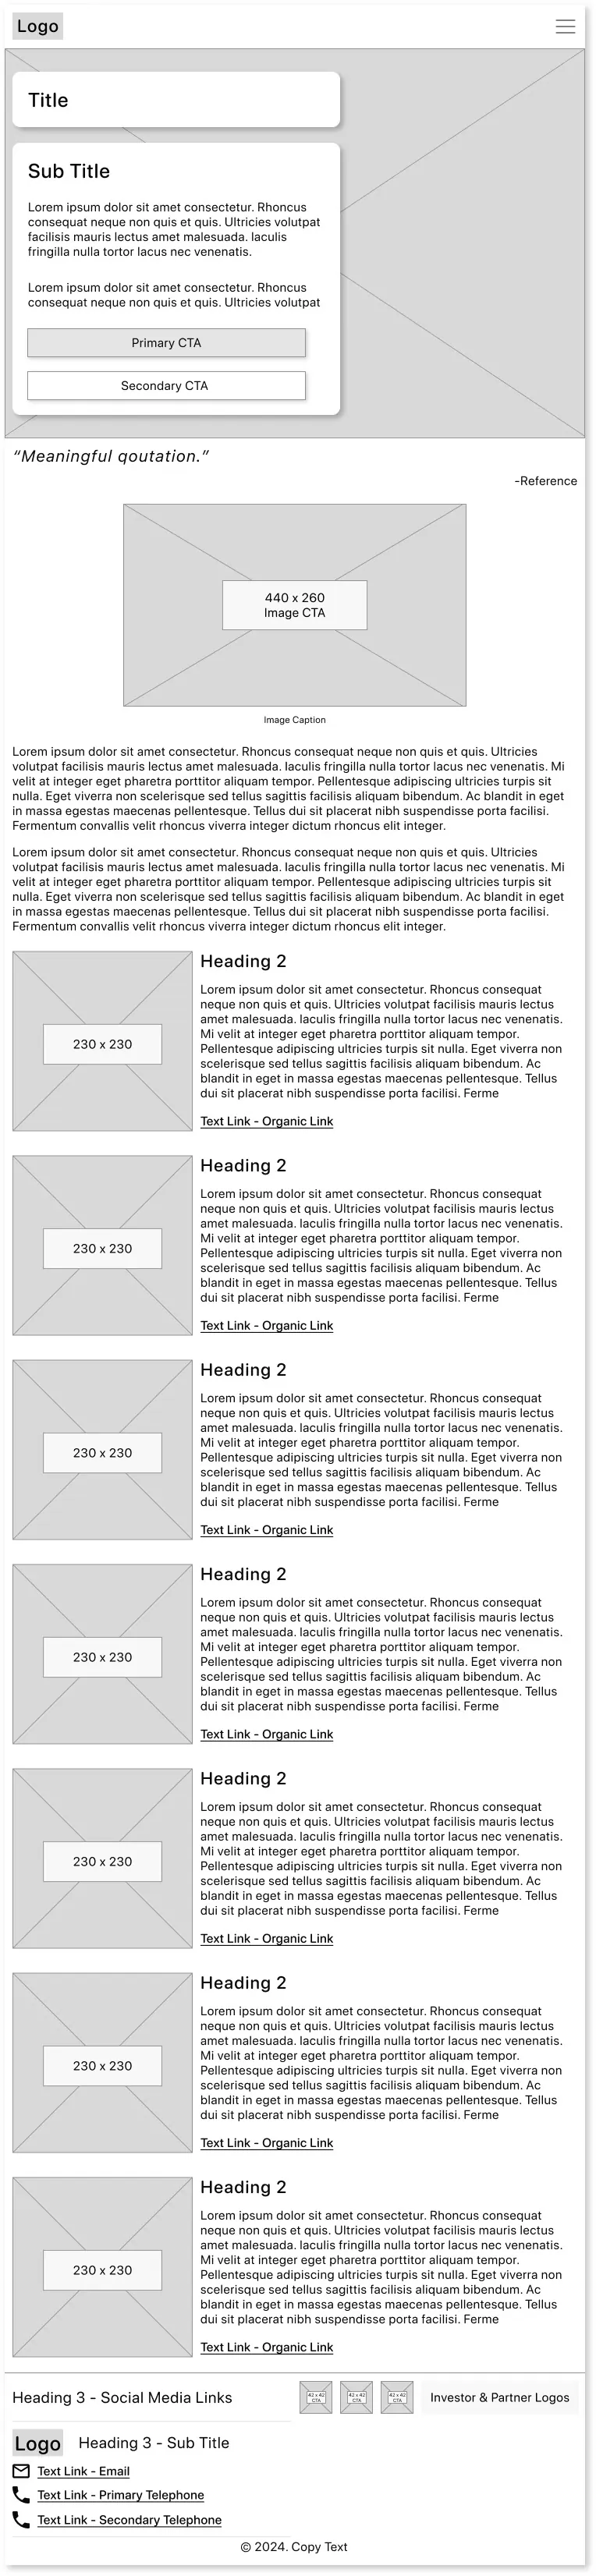 Logo
Title
Sub Title
Lorem ipsum dolor sit amet consectetur. Rhoncus
consequat neque non quis et quis. Ultricies volutpat
facilisis mauris lectus amet malesuada. Iaculis
fringilla nulla tortor lacus nec venenatis.
Lorem ipsum dolor sit amet consectetur. Rhoncus
consequat neque non quis et quis. Ultricies volutpat
Primary CTA
Secondary CTA
“Meaningful qoutation.”
-Reference
440 x 260
Image CTA
Image Caption
Lorem ipsum dolor sit amet consectetur. Rhoncus consequat neque non quis et quis. Ultricies
volutpat facilisis mauris lectus amet malesuada. Iaculis fringilla nulla tortor lacus nec venenatis. Mi
velit at integer eget pharetra porttitor aliquam tempor. Pellentesque adipiscing ultricies turpis sit
nulla. Eget viverra non scelerisque sed tellus sagittis facilisis aliquam bibendum. Ac blandit in eget
in massa egestas maecenas pellentesque. Tellus dui sit placerat nibh suspendisse porta facilisi.
Fermentum convallis velit rhoncus viverra integer dictum rhoncus elit integer.
Lorem ipsum dolor sit amet consectetur. Rhoncus consequat neque non quis et quis. Ultricies
volutpat facilisis mauris lectus amet malesuada. Iaculis fringilla nulla tortor lacus nec venenatis. Mi
velit at integer eget pharetra porttitor aliquam tempor. Pellentesque adipiscing ultricies turpis sit
nulla. Eget viverra non scelerisque sed tellus sagittis facilisis aliquam bibendum. Ac blandit in eget
in massa egestas maecenas pellentesque. Tellus dui sit placerat nibh suspendisse porta facilisi.
Fermentum convallis velit rhoncus viverra integer dictum rhoncus elit integer.
230 x 230
Heading 2
Lorem ipsum dolor sit amet consectetur. Rhoncus consequat
neque non quis et quis. Ultricies volutpat facilisis mauris lectus
amet malesuada. Iaculis fringilla nulla tortor lacus nec venenatis.
Mi velit at integer eget pharetra porttitor aliquam tempor.
Pellentesque adipiscing ultricies turpis sit nulla. Eget viverra non
scelerisque sed tellus sagittis facilisis aliquam bibendum. Ac
blandit in eget in massa egestas maecenas pellentesque. Tellus
dui sit placerat nibh suspendisse porta facilisi. Ferme
Text Link - Organic Link
230 x 230
Heading 2
Lorem ipsum dolor sit amet consectetur. Rhoncus consequat
neque non quis et quis. Ultricies volutpat facilisis mauris lectus
amet malesuada. Iaculis fringilla nulla tortor lacus nec venenatis.
Mi velit at integer eget pharetra porttitor aliquam tempor.
Pellentesque adipiscing ultricies turpis sit nulla. Eget viverra non
scelerisque sed tellus sagittis facilisis aliquam bibendum. Ac
blandit in eget in massa egestas maecenas pellentesque. Tellus
dui sit placerat nibh suspendisse porta facilisi. Ferme
Text Link - Organic Link
230 x 230
Heading 2
Lorem ipsum dolor sit amet consectetur. Rhoncus consequat
neque non quis et quis. Ultricies volutpat facilisis mauris lectus
amet malesuada. Iaculis fringilla nulla tortor lacus nec venenatis.
Mi velit at integer eget pharetra porttitor aliquam tempor.
Pellentesque adipiscing ultricies turpis sit nulla. Eget viverra non
scelerisque sed tellus sagittis facilisis aliquam bibendum. Ac
blandit in eget in massa egestas maecenas pellentesque. Tellus
dui sit placerat nibh suspendisse porta facilisi. Ferme
Text Link - Organic Link
230 x 230
Heading 2
Lorem ipsum dolor sit amet consectetur. Rhoncus consequat
neque non quis et quis. Ultricies volutpat facilisis mauris lectus
amet malesuada. Iaculis fringilla nulla tortor lacus nec venenatis.
Mi velit at integer eget pharetra porttitor aliquam tempor.
Pellentesque adipiscing ultricies turpis sit nulla. Eget viverra non
scelerisque sed tellus sagittis facilisis aliquam bibendum. Ac
blandit in eget in massa egestas maecenas pellentesque. Tellus
dui sit placerat nibh suspendisse porta facilisi. Ferme
Text Link - Organic Link
230 x 230
Heading 2
Lorem ipsum dolor sit amet consectetur. Rhoncus consequat
neque non quis et quis. Ultricies volutpat facilisis mauris lectus
amet malesuada. Iaculis fringilla nulla tortor lacus nec venenatis.
Mi velit at integer eget pharetra porttitor aliquam tempor.
Pellentesque adipiscing ultricies turpis sit nulla. Eget viverra non
scelerisque sed tellus sagittis facilisis aliquam bibendum. Ac
blandit in eget in massa egestas maecenas pellentesque. Tellus
dui sit placerat nibh suspendisse porta facilisi. Ferme
Text Link - Organic Link
230 x 230
Heading 2
Lorem ipsum dolor sit amet consectetur. Rhoncus consequat
neque non quis et quis. Ultricies volutpat facilisis mauris lectus
amet malesuada. Iaculis fringilla nulla tortor lacus nec venenatis.
Mi velit at integer eget pharetra porttitor aliquam tempor.
Pellentesque adipiscing ultricies turpis sit nulla. Eget viverra non
scelerisque sed tellus sagittis facilisis aliquam bibendum. Ac
blandit in eget in massa egestas maecenas pellentesque. Tellus
dui sit placerat nibh suspendisse porta facilisi. Ferme
Text Link - Organic Link
230 x 230
Heading 2
Lorem ipsum dolor sit amet consectetur. Rhoncus consequat
neque non quis et quis. Ultricies volutpat facilisis mauris lectus
amet malesuada. Iaculis fringilla nulla tortor lacus nec venenatis.
Mi velit at integer eget pharetra porttitor aliquam tempor.
Pellentesque adipiscing ultricies turpis sit nulla. Eget viverra non
scelerisque sed tellus sagittis facilisis aliquam bibendum. Ac
blandit in eget in massa egestas maecenas pellentesque. Tellus
dui sit placerat nibh suspendisse porta facilisi. Ferme
Text Link - Organic Link
Heading 3 - Social Media Links
42 x 42
CTA
42 x 42
CTA
42 x 42
CTA
Investor & Partner Logos
Logo
Heading 3 - Sub Title
Text Link - Email
Text Link - Primary Telephone
Text Link - Secondary Telephone
© 2024. Copy Text